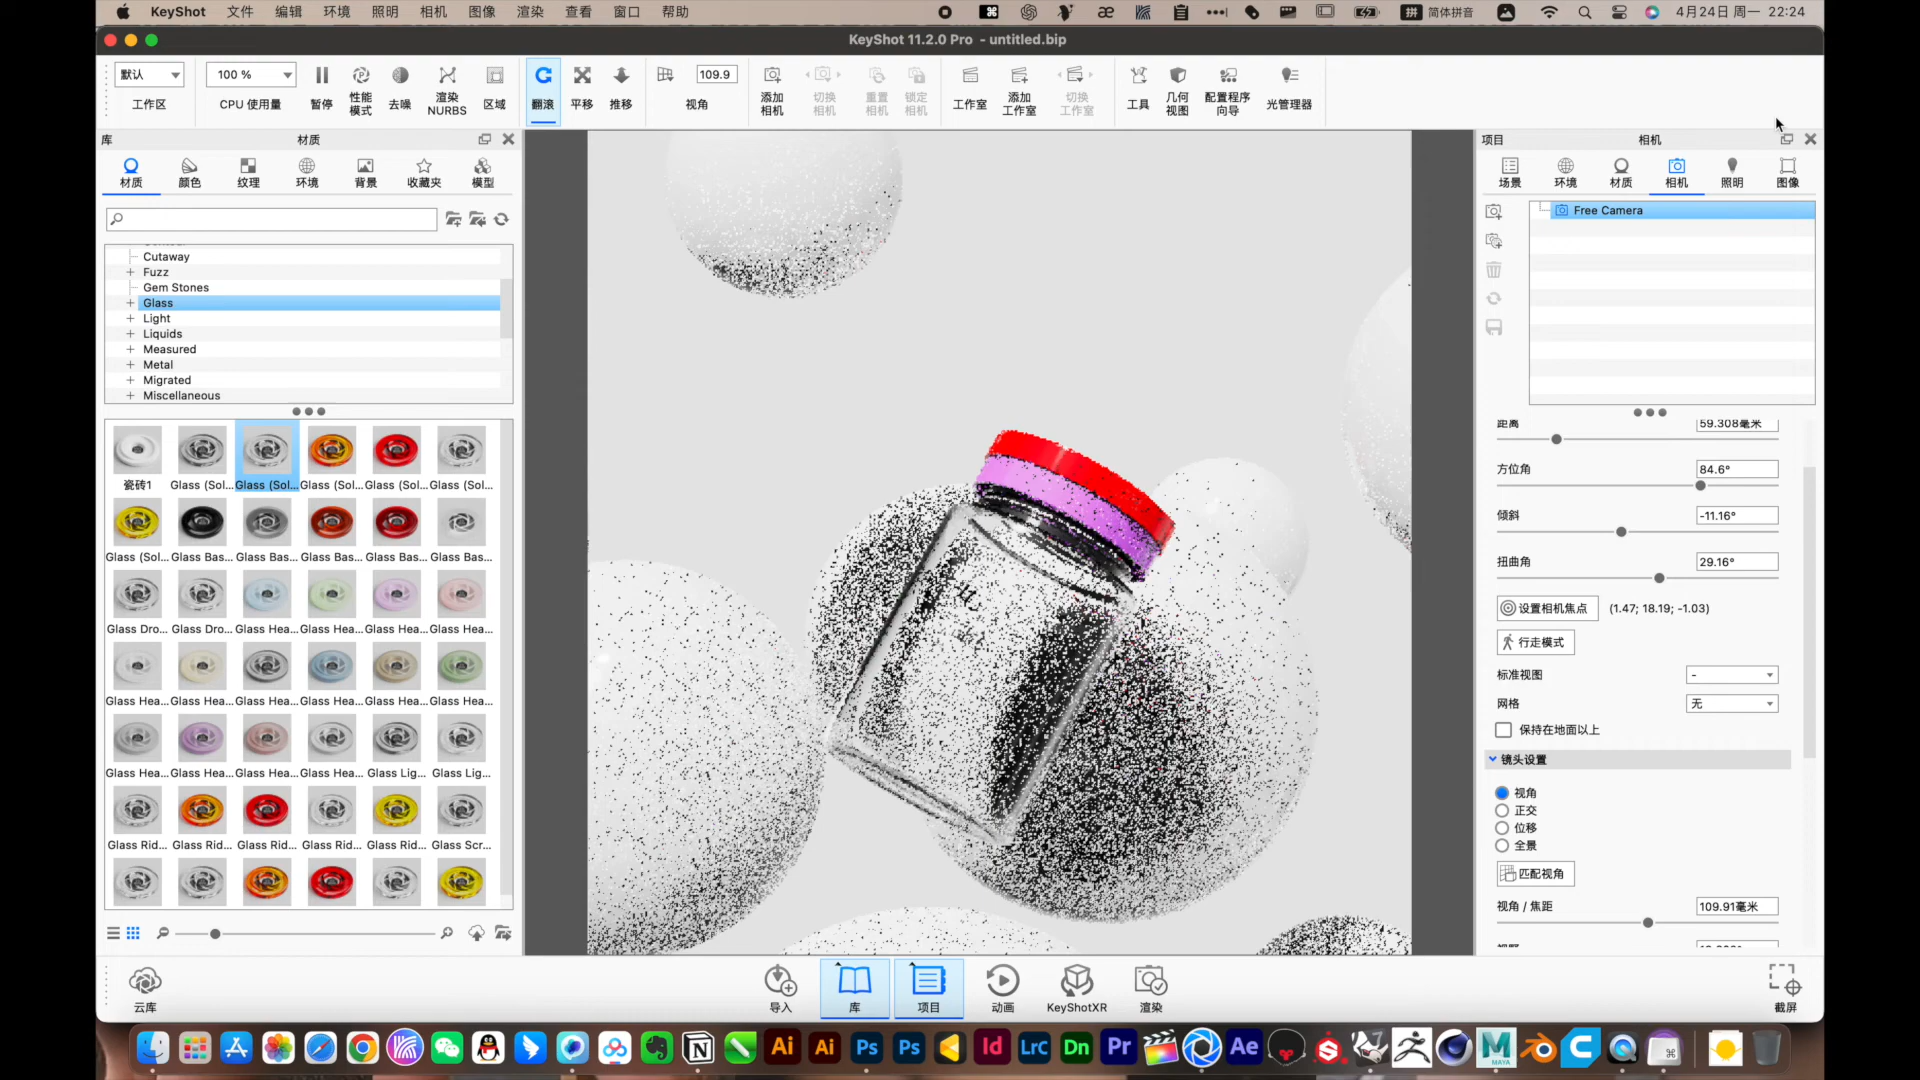 KeyShot 文件 编辑 环境 照明 相机 图像 渲染 查看 窗口 帮助
拼 简体拼音 4月24日 周一 22:24
KeyShot 11.2.0 Pro - untitled.bip
默认 100 % 109.9
工作区 CPU 使用量 暂停 性能模式 去噪 渲染NURBS 区域 翻滚 平移 推移 视角 添加相机 切换相机 重置相机 锁定相机 工作室 添加工作室 切换工作室 工具 几何视图 配置程序向导 光管理器
库 材质
材质 颜色 纹理 环境 背景 收藏夹 模型
Cutaway
Fuzz
Gem Stones
Glass
Light
Liquids
Measured
Metal
Migrated
Miscellaneous
瓷砖1 Glass (Sol... Glass (Sol... Glass (Sol... Glass (Sol... Glass (Sol...
Glass (Sol... Glass Bas... Glass Bas... Glass Bas... Glass Bas... Glass Bas...
Glass Dro... Glass Dro... Glass Hea... Glass Hea... Glass Hea... Glass Hea...
Glass Hea... Glass Hea... Glass Hea... Glass Hea... Glass Hea... Glass Hea...
Glass Hea... Glass Hea... Glass Hea... Glass Hea... Glass Lig... Glass Lig...
Glass Rid... Glass Rid... Glass Rid... Glass Rid... Glass Rid... Glass Scr...
项目 相机
场景 环境 材质 相机 照明 图像
Free Camera
距离 59.308毫米
方位角 84.6°
倾斜 -11.16°
扭曲角 29.16°
设置相机焦点 (1.47; 18.19; -1.03)
行走模式
标准视图 -
网格 无
保持在地面以上
镜头设置
视角
正交
位移
全景
匹配视角
视角 / 焦距 109.91毫米
云库 导入 库 项目 动画 KeyShotXR 渲染 截屏
Ai Ai Ps Ps Id LrC Dn Pr Ae MAYA